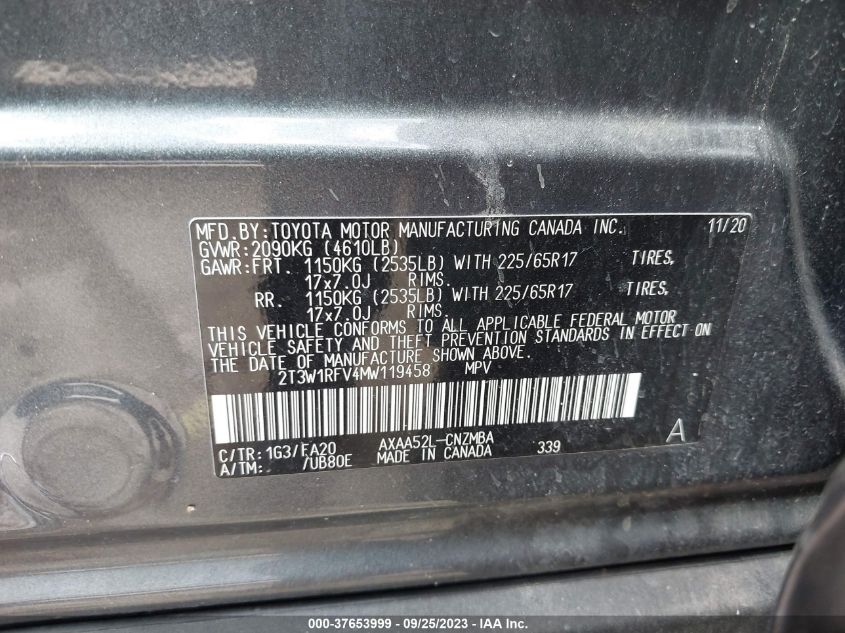 MFD.BY:TOYOTA MOTOR MANUFACTURING CANADA INC. 11/20
GVWR:2090KG (4610LB)
GAWR:FRT. 1150KG (2535LB) WITH 225/65R17 TIRES,
17x7.0J RIMS.
RR. 1150KG (2535LB) WITH 225/65R17 TIRES,
17x7.0J RIMS.
THIS VEHICLE CONFORMS TO ALL APPLICABLE FEDERAL MOTOR
VEHICLE SAFETY AND THEFT PREVENTION STANDARDS IN EFFECT ON
THE DATE OF MANUFACTURE SHOWN ABOVE.
2T3W1RFV4MW119458 MPV
A
C/TR:1G3/FA20 AXAA52L-CNZMBA 339
A/TM: /UB80E MADE IN CANADA
000-37653999 / 09/25/2023 / IAA Inc.